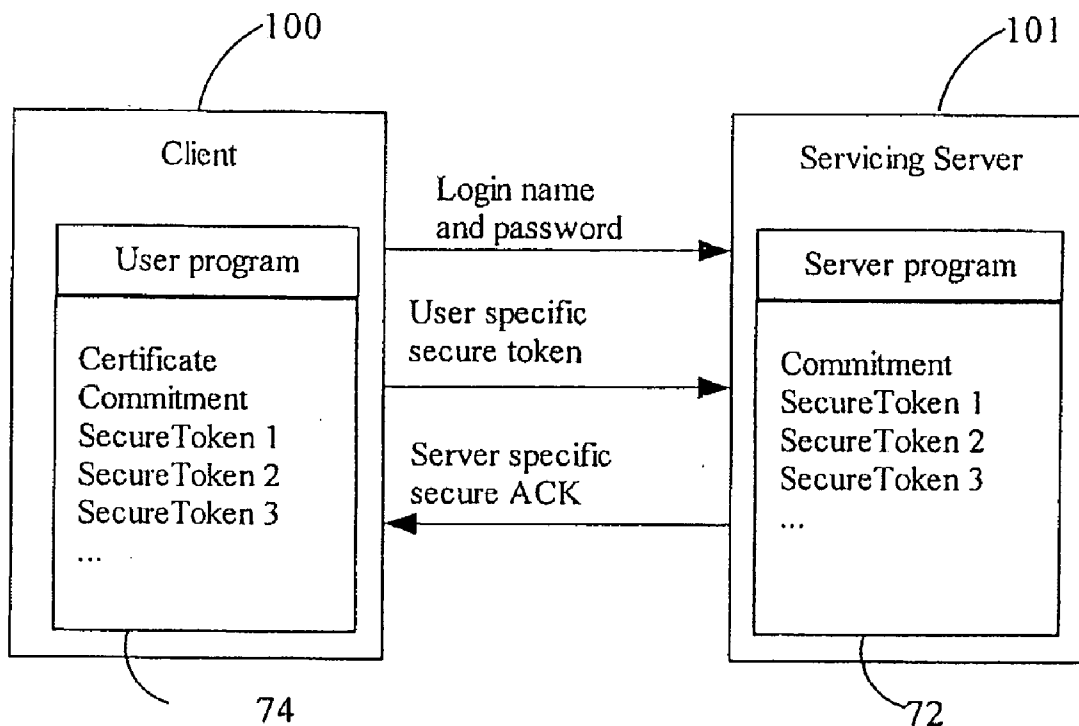 100
101
Client
Servicing Server
Login name
and password
User program
Server program
User specific
secure token
Certificate
Commitment
SecureToken 1
SecureToken 2
SecureToken 3
...
Commitment
SecureToken 1
SecureToken 2
SecureToken 3
...
Server specific
secure ACK
74
72